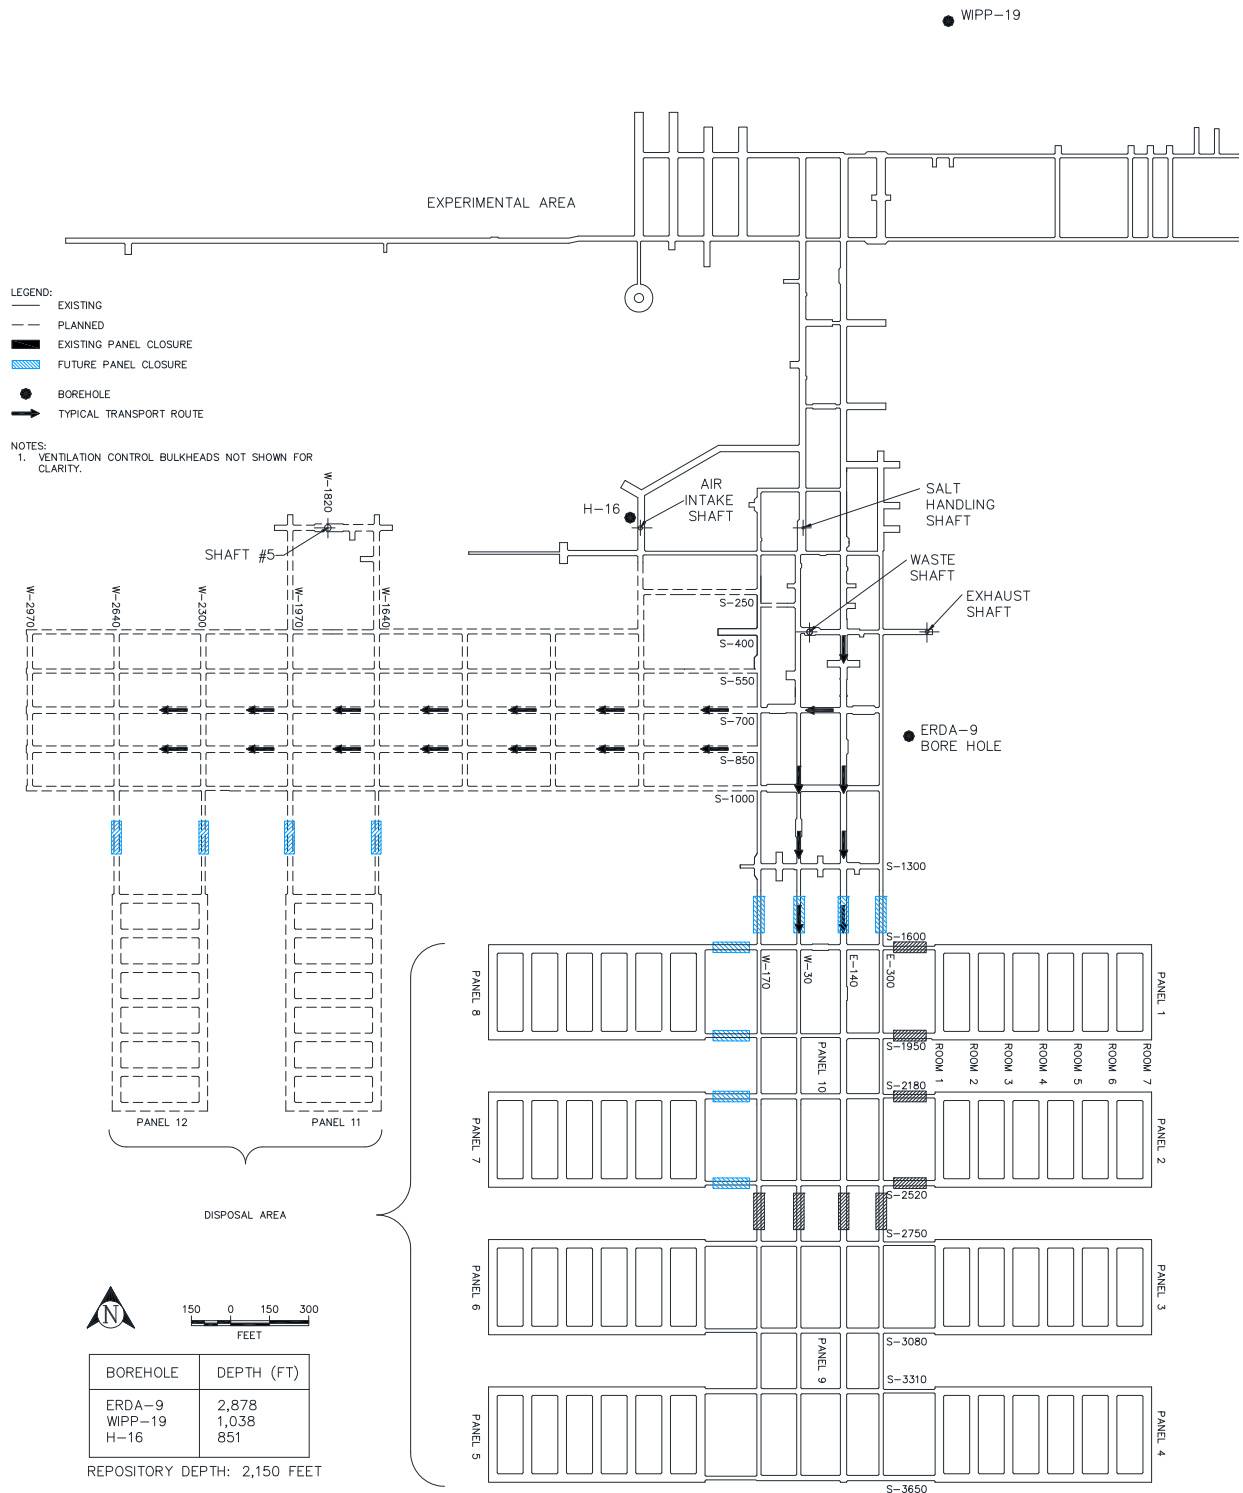 WIPP-19
EXPERIMENTAL AREA
LEGEND:
EXISTING
PLANNED
EXISTING PANEL CLOSURE
FUTURE PANEL CLOSURE
BOREHOLE
TYPICAL TRANSPORT ROUTE
NOTES:
1. VENTILATION CONTROL BULKHEADS NOT SHOWN FOR
CLARITY.
W-1820
SHAFT #5
H-16
AIR
INTAKE
SHAFT
SALT
HANDLING
SHAFT
WASTE
SHAFT
EXHAUST
SHAFT
W-2970
W-2640
W-2300
W-1970
W-1640
S-250
S-400
S-550
S-700
S-850
S-1000
ERDA-9
BORE HOLE
S-1300
S-1600
W-170
W-30
E-140
E-300
PANEL 8
PANEL 1
S-1950
PANEL 10
S-2180
ROOM 1
ROOM 2
ROOM 3
ROOM 4
ROOM 5
ROOM 6
ROOM 7
PANEL 12
PANEL 11
PANEL 7
PANEL 2
S-2520
DISPOSAL AREA
S-2750
PANEL 6
PANEL 3
S-3080
PANEL 9
S-3310
PANEL 5
PANEL 4
S-3650
N
150 0 150 300
FEET
BOREHOLE DEPTH (FT)
ERDA-9 2,878
WIPP-19 1,038
H-16 851
REPOSITORY DEPTH: 2,150 FEET